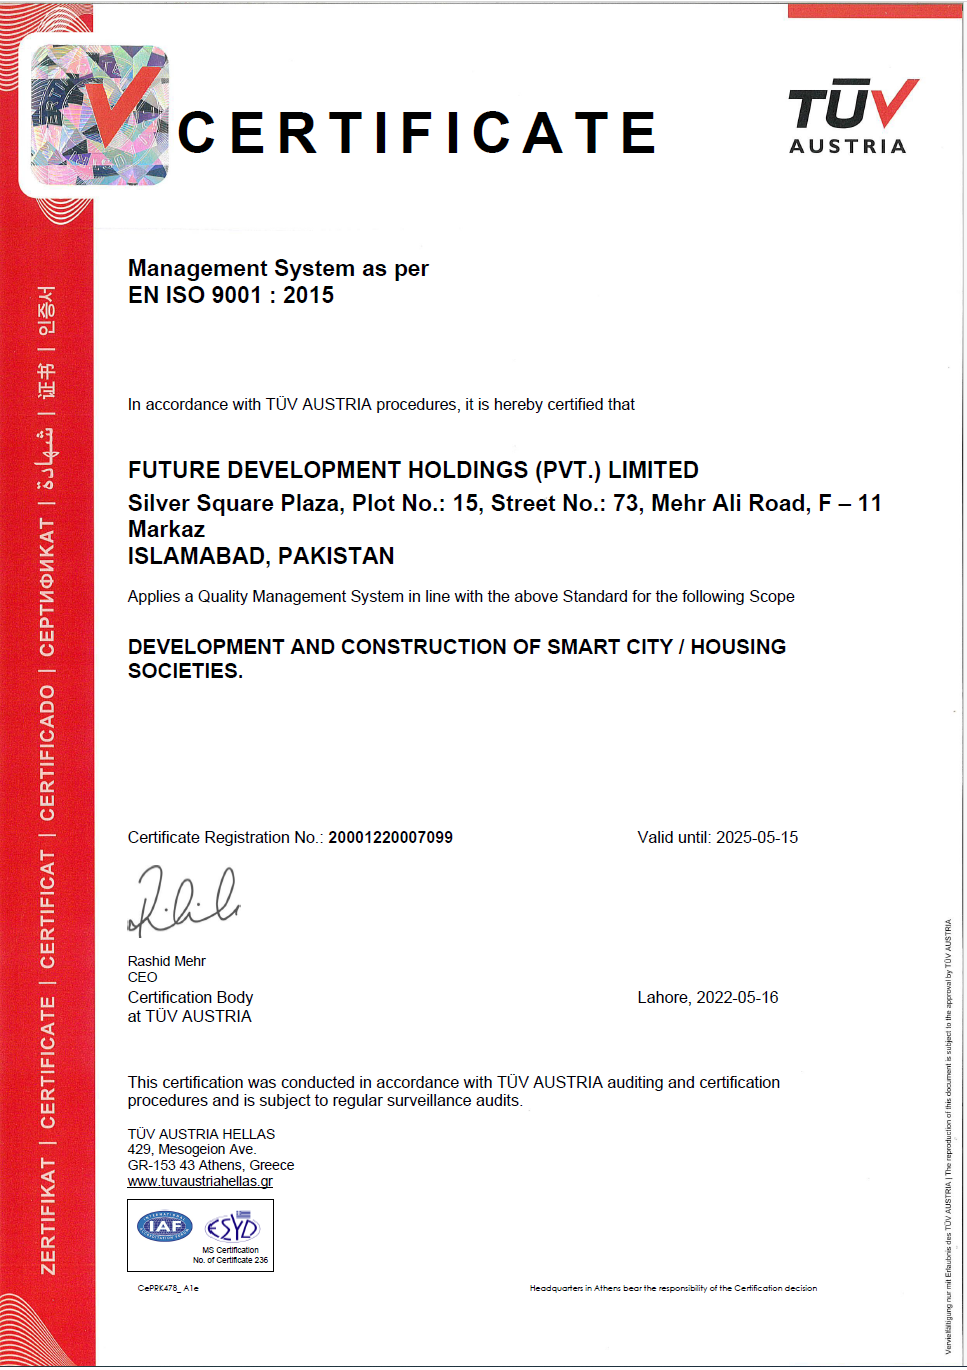 CERTIFICATE
TÜV
AUSTRIA
Management System as per
EN ISO 9001 : 2015
In accordance with TÜV AUSTRIA procedures, it is hereby certified that
FUTURE DEVELOPMENT HOLDINGS (PVT.) LIMITED
Silver Square Plaza, Plot No.: 15, Street No.: 73, Mehr Ali Road, F – 11
Markaz
ISLAMABAD, PAKISTAN
Applies a Quality Management System in line with the above Standard for the following Scope
DEVELOPMENT AND CONSTRUCTION OF SMART CITY / HOUSING
SOCIETIES.
Certificate Registration No.: 20001220007099
Valid until: 2025-05-15
Rashid Mehr
CEO
Certification Body
at TÜV AUSTRIA
Lahore, 2022-05-16
This certification was conducted in accordance with TÜV AUSTRIA auditing and certification
procedures and is subject to regular surveillance audits.
TÜV AUSTRIA HELLAS
429, Mesogeion Ave.
GR-153 43 Athens, Greece
www.tuvaustriahellas.gr
IAF
ESYD
MS Certification
No. of Certificate 236
CePRK478_ A1e
Headquarters in Athens bear the responsibility of the Certification decision
ZERTIFIKAT | CERTIFICATE | CERTIFICAT | CERTIFICADO | СЕРТИФИКАТ | شهادة | 证书 | 인증서
Vervielfältigung nur mit Erlaubnis des TÜV AUSTRIA | The reproduction of this document is subject to the approval by TÜV AUSTRIA